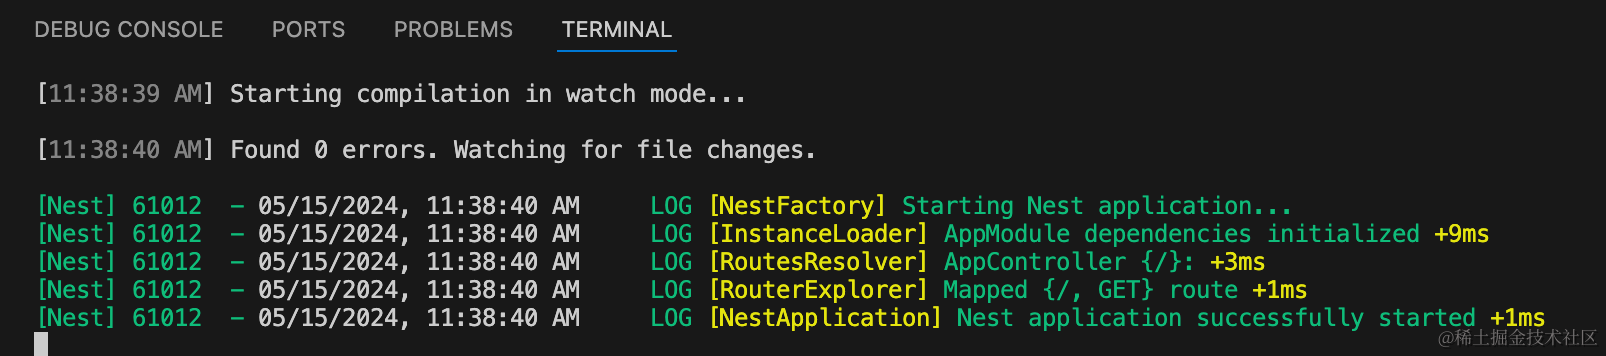 DEBUG CONSOLE PORTS PROBLEMS TERMINAL
[11:38:39 AM] Starting compilation in watch mode...
[11:38:40 AM] Found 0 errors. Watching for file changes.
[Nest] 61012  - 05/15/2024, 11:38:40 AM     LOG [NestFactory] Starting Nest application...
[Nest] 61012  - 05/15/2024, 11:38:40 AM     LOG [InstanceLoader] AppModule dependencies initialized +9ms
[Nest] 61012  - 05/15/2024, 11:38:40 AM     LOG [RoutesResolver] AppController {/}: +3ms
[Nest] 61012  - 05/15/2024, 11:38:40 AM     LOG [RouterExplorer] Mapped {/, GET} route +1ms
[Nest] 61012  - 05/15/2024, 11:38:40 AM     LOG [NestApplication] Nest application successfully started +1ms
@稀土掘金技术社区